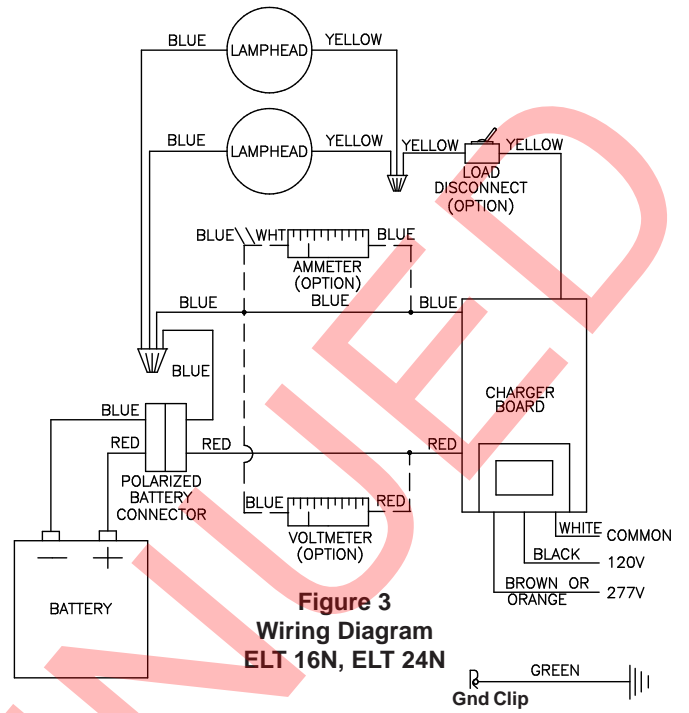 BLUE
LAMPHEAD
YELLOW
BLUE
LAMPHEAD
YELLOW
YELLOW
YELLOW
LOAD
DISCONNECT
(OPTION)
BLUE
WHT
BLUE
AMMETER
(OPTION)
BLUE
BLUE
BLUE
BLUE
CHARGER
BOARD
BLUE
RED
RED
RED
POLARIZED
BATTERY
CONNECTOR
BLUE
RED
VOLTMETER
(OPTION)
WHITE
COMMON
BLACK
120V
BROWN OR
ORANGE
277V
— +
BATTERY
Figure 3
Wiring Diagram
ELT 16N, ELT 24N
GREEN
Gnd Clip
NUED